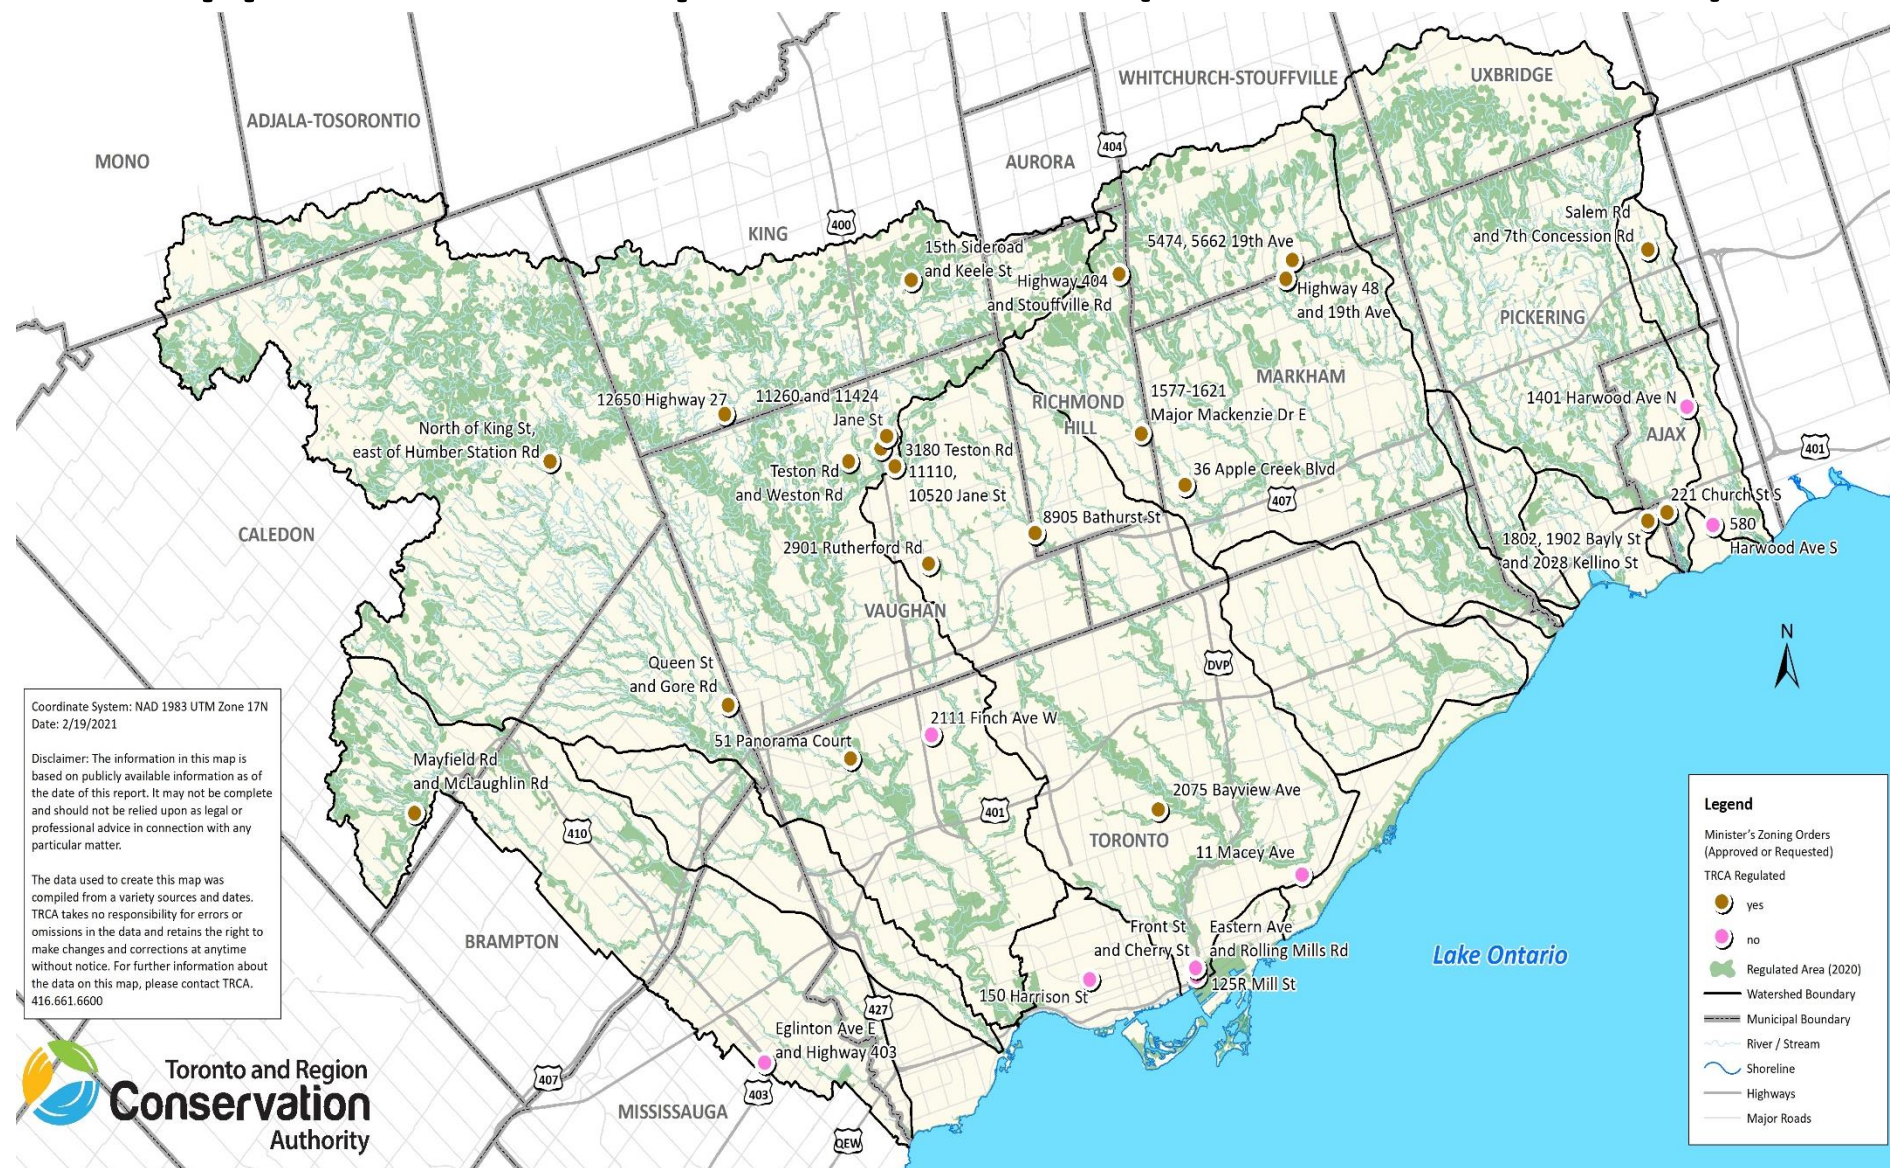 WHITCHURCH-STOUFFVILLE
UXBRIDGE
ADJALA-TOSORONTIO
MONO
AURORA
404
KING
400
Salem Rd
and 7th Concession Rd
5474, 5662 19th Ave
15th Sideroad
and Keele St
Highway 404
and Stouffville Rd
Highway 48
and 19th Ave
PICKERING
MARKHAM
12650 Highway 27
11260 and 11424
Jane St
RICHMOND
HILL
1577-1621
Major Mackenzie Dr E
1401 Harwood Ave N
AJAX
401
North of King St,
east of Humber Station Rd
3180 Teston Rd
Teston Rd
and Weston Rd
11110,
10520 Jane St
36 Apple Creek Blvd
407
221 Church St S
CALEDON
8905 Bathurst St
580
Harwood Ave S
1802, 1902 Bayly St
and 2028 Kellino St
2901 Rutherford Rd
VAUGHAN
N
Queen St
and Gore Rd
DVP
2111 Finch Ave W
51 Panorama Court
Mayfield Rd
and McLaughlin Rd
2075 Bayview Ave
401
410
TORONTO
11 Macey Ave
BRAMPTON
Front St
and Cherry St
Eastern Ave
and Rolling Mills Rd
Lake Ontario
125R Mill St
150 Harrison St
427
Eglinton Ave E
and Highway 403
407
403
MISSISSAUGA
QEW
Coordinate System: NAD 1983 UTM Zone 17N
Date: 2/19/2021
Disclaimer: The information in this map is
based on publicly available information as of
the date of this report. It may not be complete
and should not be relied upon as legal or
professional advice in connection with any
particular matter.
The data used to create this map was
compiled from a variety sources and dates.
TRCA takes no responsibility for errors or
omissions in the data and retains the right to
make changes and corrections at anytime
without notice. For further information about
the data on this map, please contact TRCA.
416.661.6600
Toronto and Region
Conservation
Authority
Legend
Minister's Zoning Orders
(Approved or Requested)
TRCA Regulated
yes
no
Regulated Area (2020)
Watershed Boundary
Municipal Boundary
River / Stream
Shoreline
Highways
Major Roads